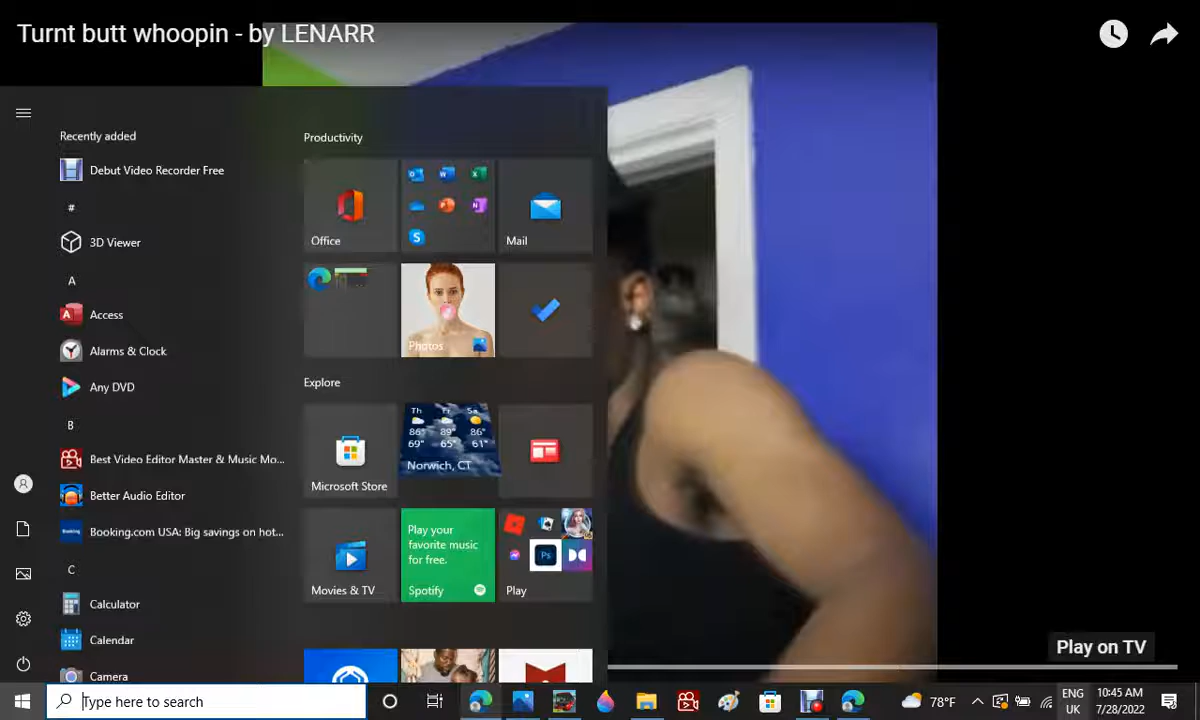 Turnt butt whoopin - by LENARR
Recently added
Debut Video Recorder Free
#
3D Viewer
A
Access
Alarms & Clock
Any DVD
B
Best Video Editor Master & Music Mo...
Better Audio Editor
Booking.com USA: Big savings on hot...
C
Calculator
Calendar
Camera
Productivity
Office
Mail
Photos
Explore
Microsoft Store
Th Fr Sa
86° 89° 86°
69° 65° 61°
Norwich, CT
Movies & TV
Play your
favorite music
for free.
Spotify
Ps
Play
Play on TV
Type here to search
78°F
ENG
UK
10:45 AM
7/28/2022